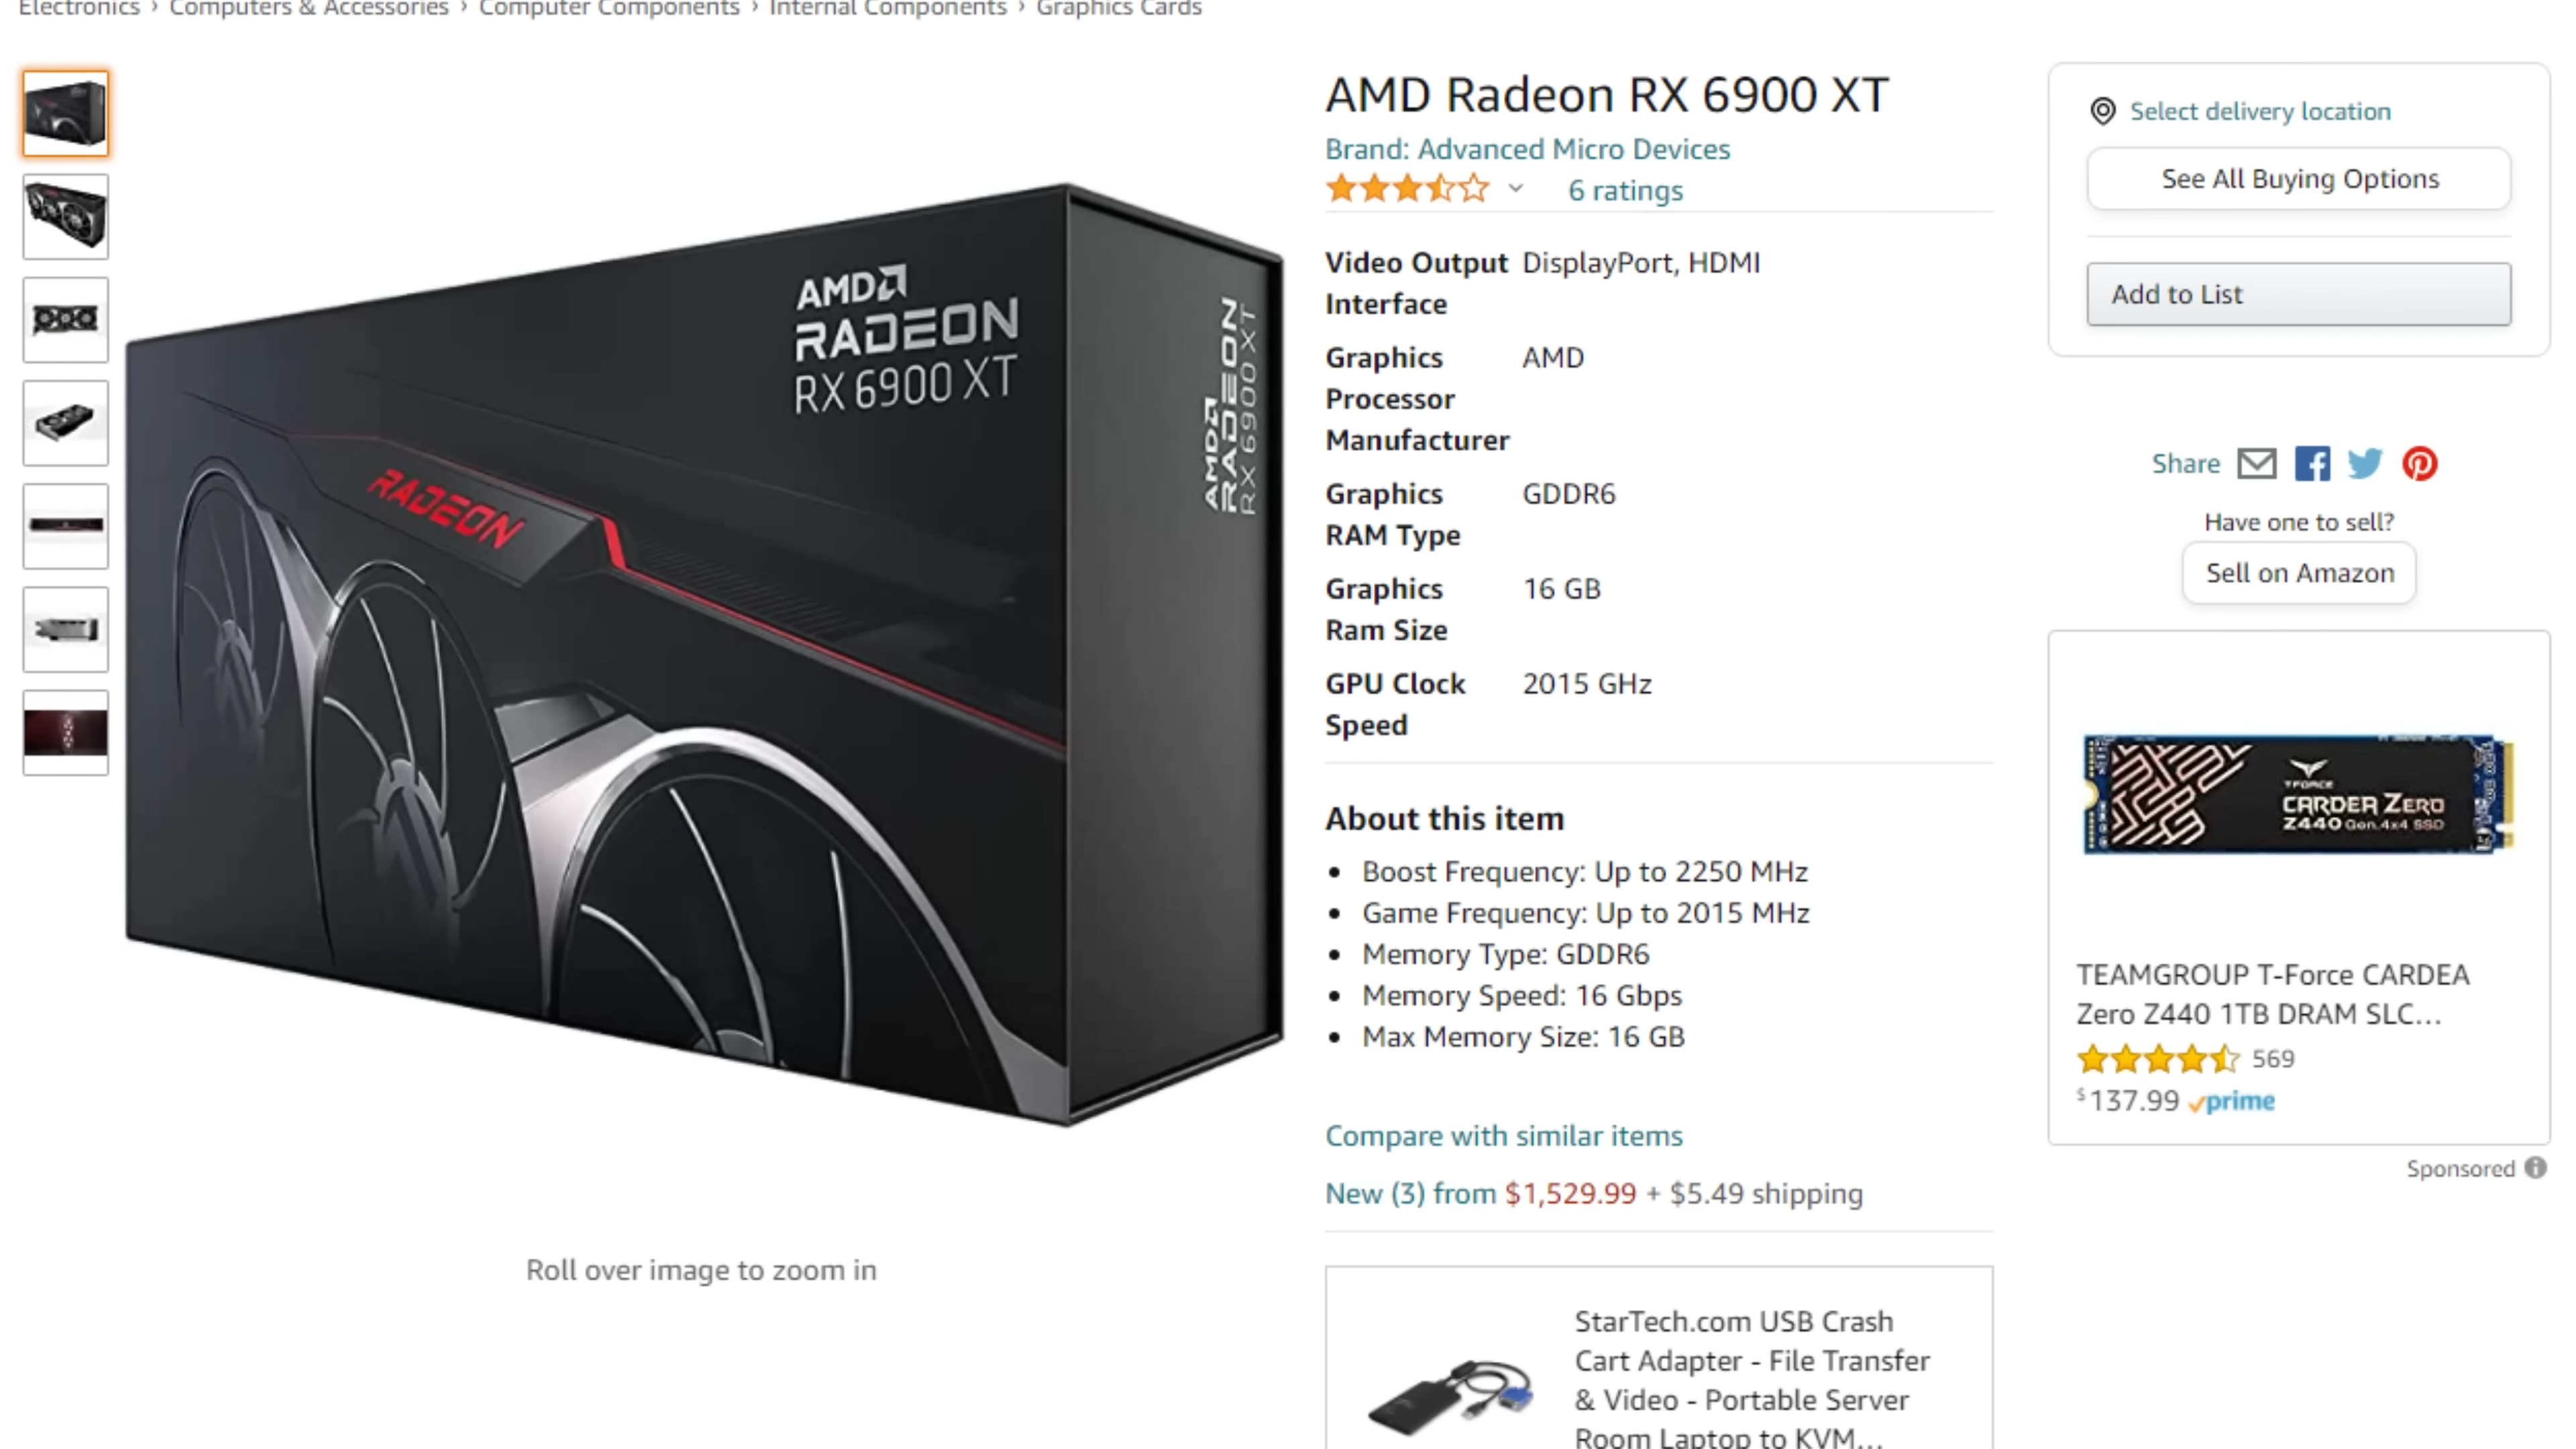 Electronics › Computers & Accessories › Computer Components › Internal Components › Graphics Cards
AMD
RADEON
RX 6900 XT
RADEON
AMD
RADEON
RX 6900 XT
Roll over image to zoom in
AMD Radeon RX 6900 XT
Brand: Advanced Micro Devices
6 ratings
Video Output DisplayPort, HDMI
Interface
Graphics AMD
Processor
Manufacturer
Graphics GDDR6
RAM Type
Graphics 16 GB
Ram Size
GPU Clock 2015 GHz
Speed
About this item
• Boost Frequency: Up to 2250 MHz
• Game Frequency: Up to 2015 MHz
• Memory Type: GDDR6
• Memory Speed: 16 Gbps
• Max Memory Size: 16 GB
Compare with similar items
New (3) from $1,529.99 + $5.49 shipping
StarTech.com USB Crash
Cart Adapter - File Transfer
& Video - Portable Server
Room Laptop to KVM...
Select delivery location
See All Buying Options
Add to List
Share
Have one to sell?
Sell on Amazon
TFORCE
CARDEA ZERO
Z440 Gen.4x4 SSD
TEAMGROUP T-Force CARDEA
Zero Z440 1TB DRAM SLC...
569
$137.99 prime
Sponsored